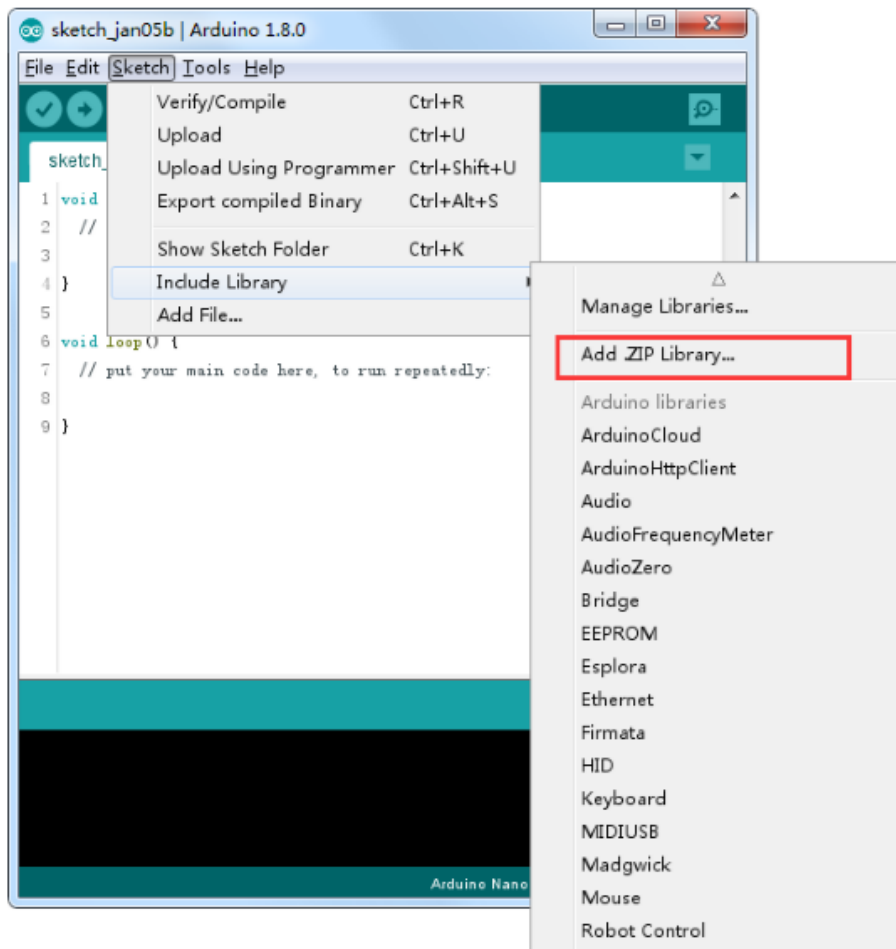 sketch_jan05b | Arduino 1.8.0
File Edit Sketch Tools Help
Verify/Compile Ctrl+R
Upload Ctrl+U
Upload Using Programmer Ctrl+Shift+U
Export compiled Binary Ctrl+Alt+S
Show Sketch Folder Ctrl+K
Include Library
Add File...
sketch_
1 void
2 //
3
4 }
5
6 void loop() {
7 // put your main code here, to run repeatedly:
8
9 }
Manage Libraries...
Add .ZIP Library...
Arduino libraries
ArduinoCloud
ArduinoHttpClient
Audio
AudioFrequencyMeter
AudioZero
Bridge
EEPROM
Esplora
Ethernet
Firmata
HID
Keyboard
MIDIUSB
Madgwick
Mouse
Robot Control
Arduino Nano